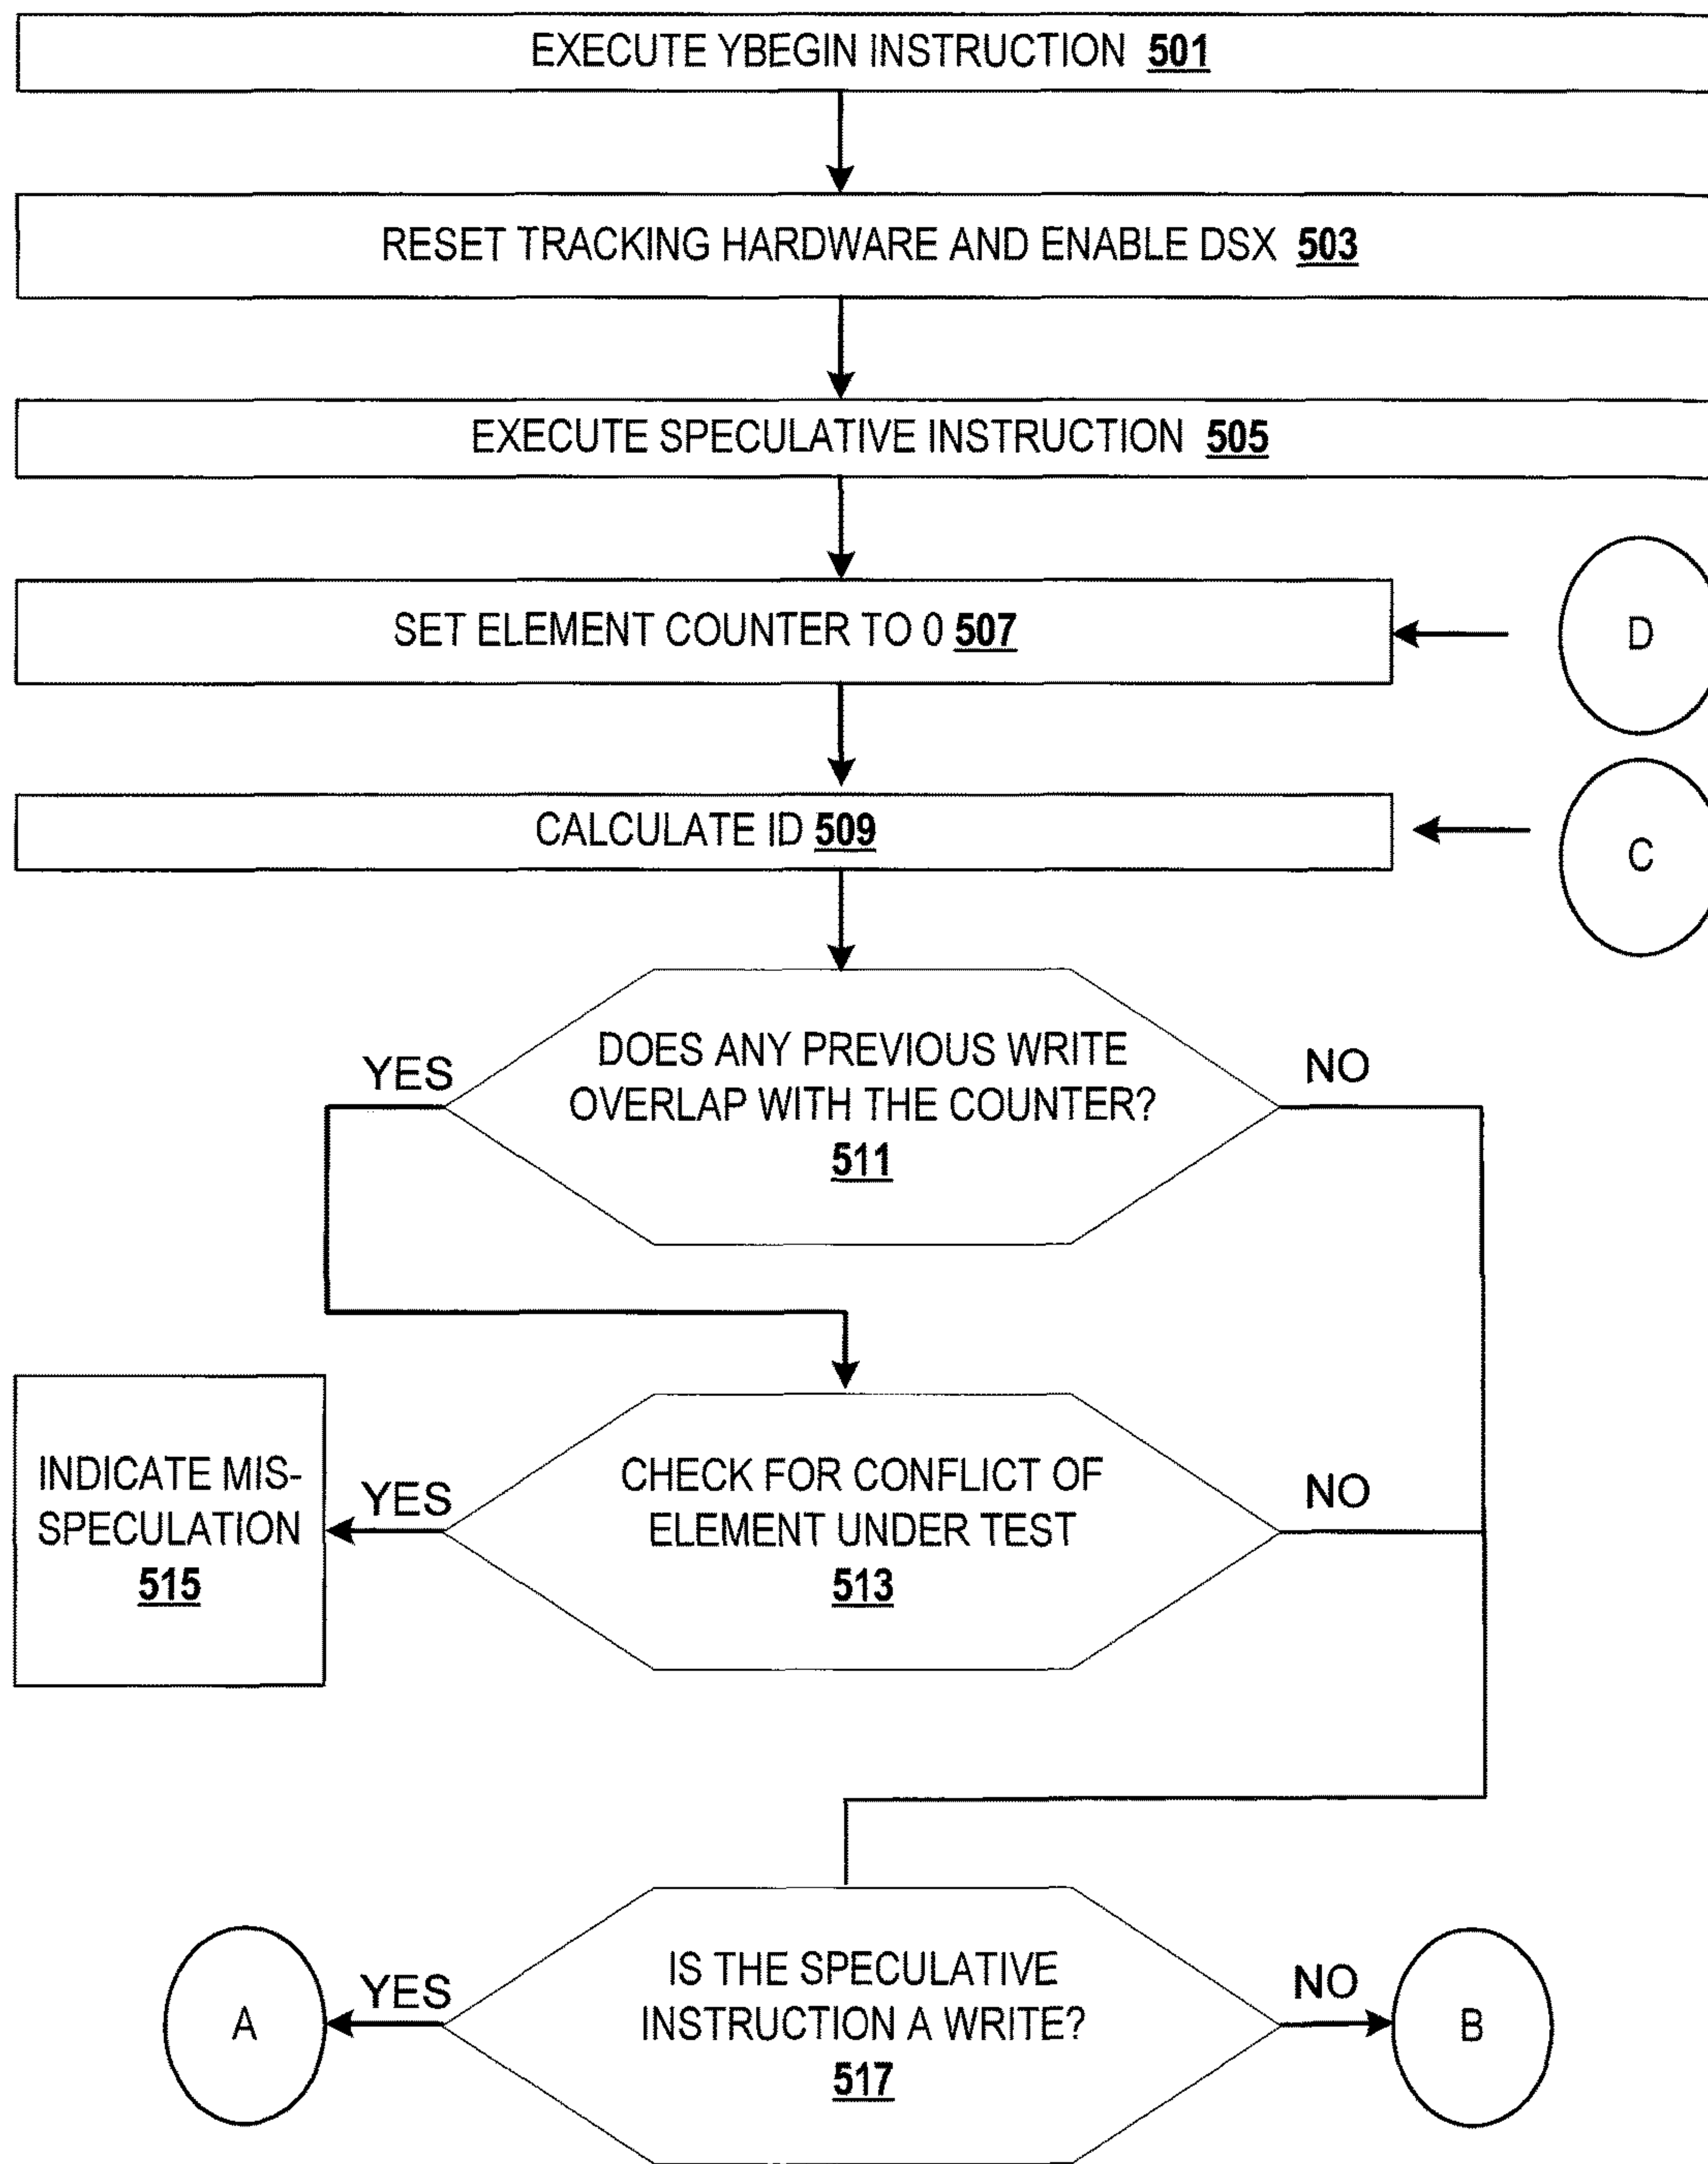 EXECUTE YBEGIN INSTRUCTION 501
RESET TRACKING HARDWARE AND ENABLE DSX 503
EXECUTE SPECULATIVE INSTRUCTION 505
SET ELEMENT COUNTER TO 0 507
D
CALCULATE ID 509
C
DOES ANY PREVIOUS WRITE
OVERLAP WITH THE COUNTER?
511
YES
NO
CHECK FOR CONFLICT OF
ELEMENT UNDER TEST
513
YES
NO
INDICATE MIS-
SPECULATION
515
IS THE SPECULATIVE
INSTRUCTION A WRITE?
517
YES
NO
A
B